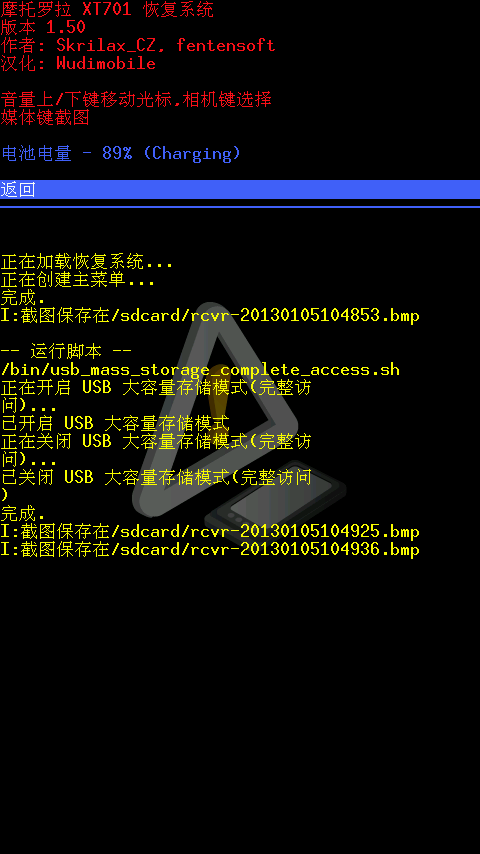 摩托罗拉 XT701 恢复系统
版本 1.50
作者: Skrilax_CZ, fentensoft
汉化: Wudimobile
音量上/下键移动光标,相机键选择
媒体键截图
电池电量 - 89% (Charging)
返回
正在加载恢复系统...
正在创建主菜单...
完成.
I:截图保存在/sdcard/rcvr-20130105104853.bmp
-- 运行脚本 --
/bin/usb_mass_storage_complete_access.sh
正在开启 USB 大容量存储模式(完整访
问)...
已开启 USB 大容量存储模式
正在关闭 USB 大容量存储模式(完整访
问)...
已关闭 USB 大容量存储模式(完整访问
)
完成.
I:截图保存在/sdcard/rcvr-20130105104925.bmp
I:截图保存在/sdcard/rcvr-20130105104936.bmp